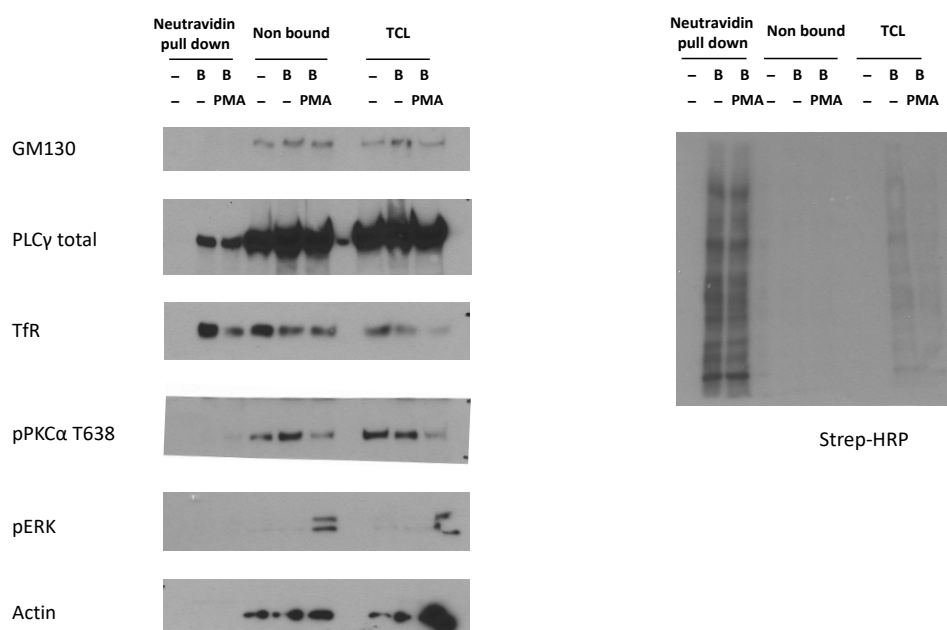 Neutravidin
pull down
Non bound
TCL
– B B – B B – B B
– – PMA – – PMA – – PMA
GM130
PLCγ total
TfR
pPKCα T638
pERK
Actin
Neutravidin
pull down
Non bound
TCL
– B B – B B – B B
– – PMA – – PMA – – PMA
Strep-HRP